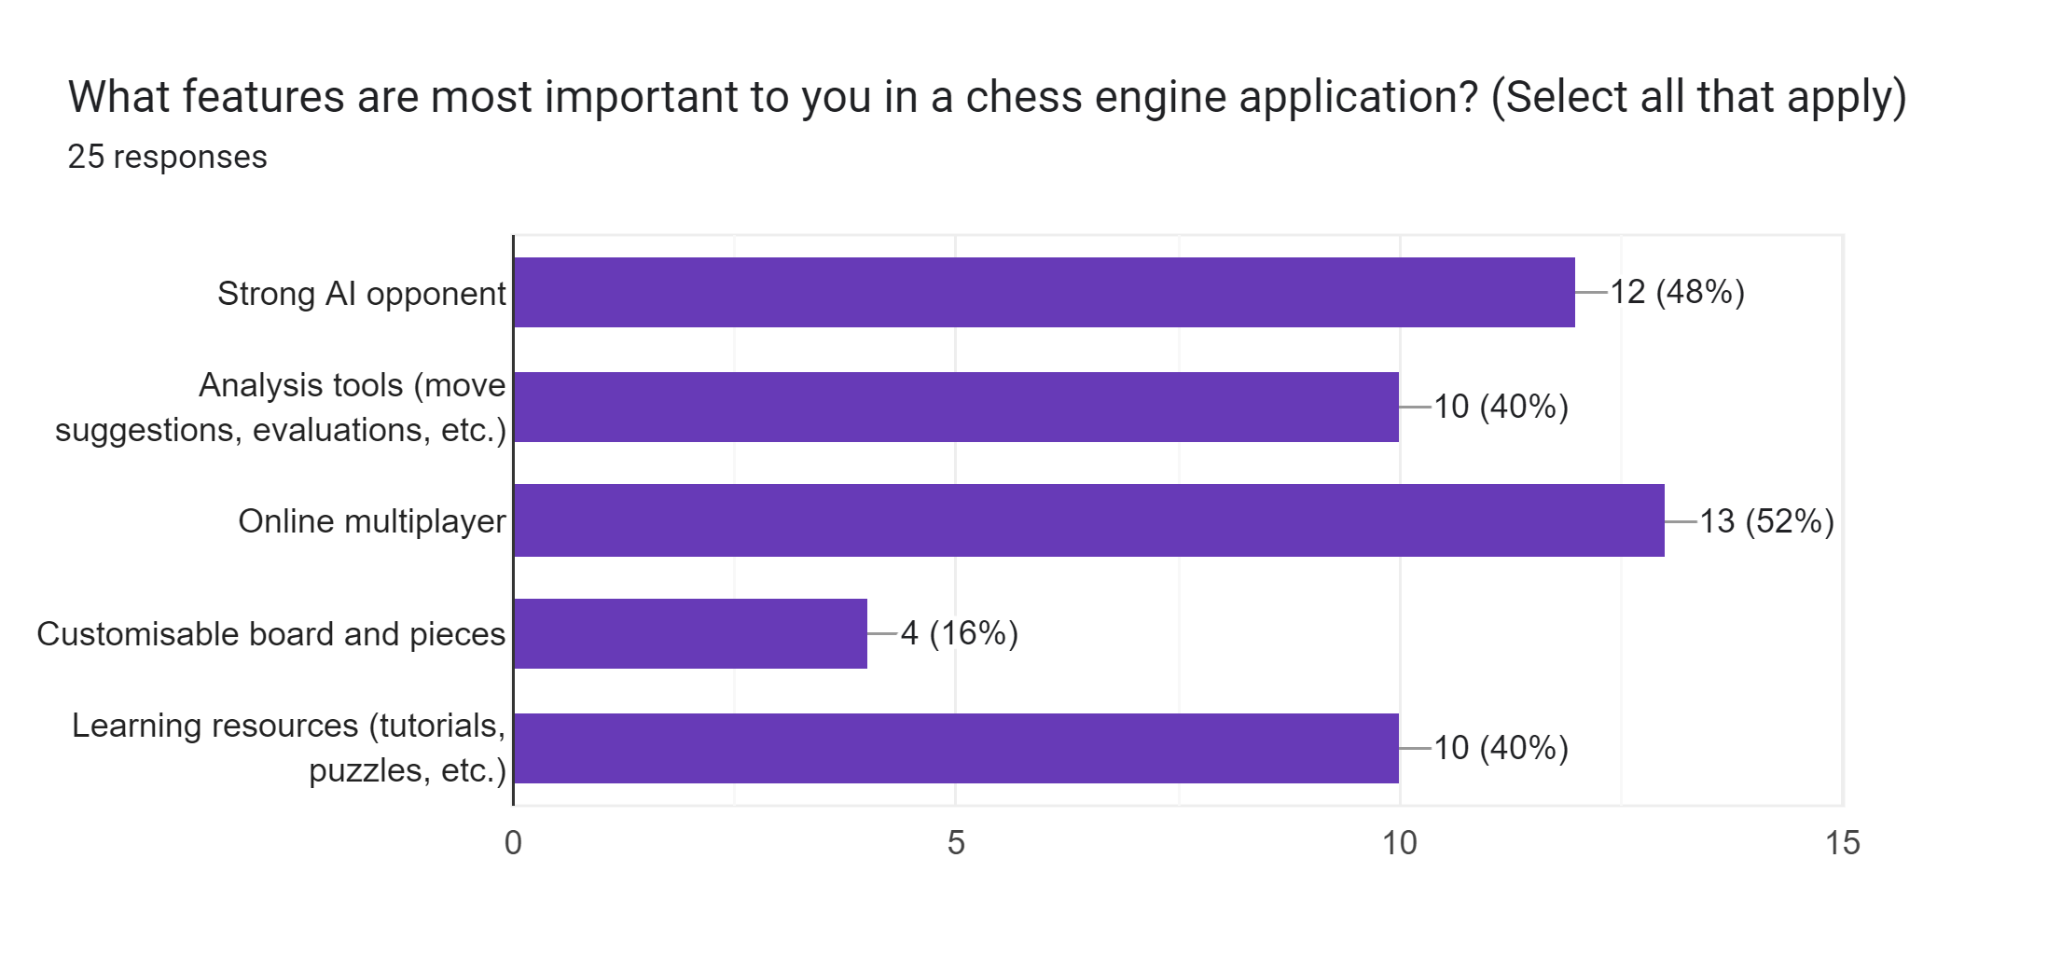 What features are most important to you in a chess engine application? (Select all that apply)
25 responses
Strong AI opponent
12 (48%)
Analysis tools (move
suggestions, evaluations, etc.)
10 (40%)
Online multiplayer
13 (52%)
Customisable board and pieces
4 (16%)
Learning resources (tutorials,
puzzles, etc.)
10 (40%)
0
5
10
15